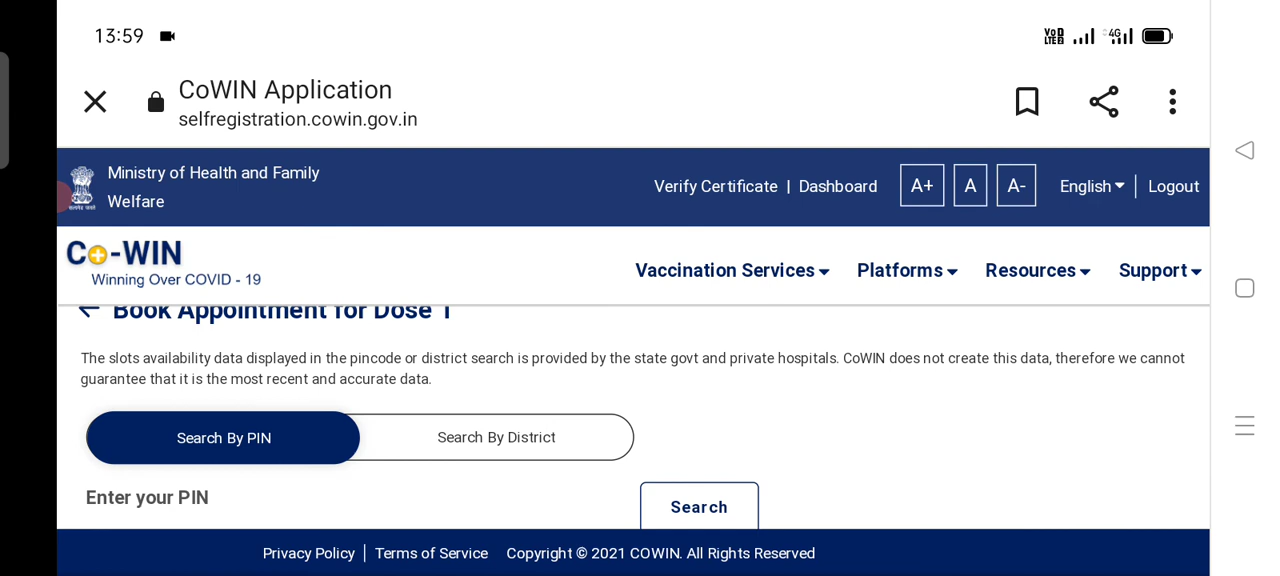 13:59
VoD LTE2 4G
CoWIN Application
selfregistration.cowin.gov.in
Ministry of Health and Family
Welfare
Verify Certificate | Dashboard A+ A A- English Logout
Co-WIN
Winning Over COVID - 19
Vaccination Services Platforms Resources Support
Book Appointment for Dose 1
The slots availability data displayed in the pincode or district search is provided by the state govt and private hospitals. CoWIN does not create this data, therefore we cannot
guarantee that it is the most recent and accurate data.
Search By PIN Search By District
Enter your PIN
Search
Privacy Policy | Terms of Service Copyright © 2021 COWIN. All Rights Reserved